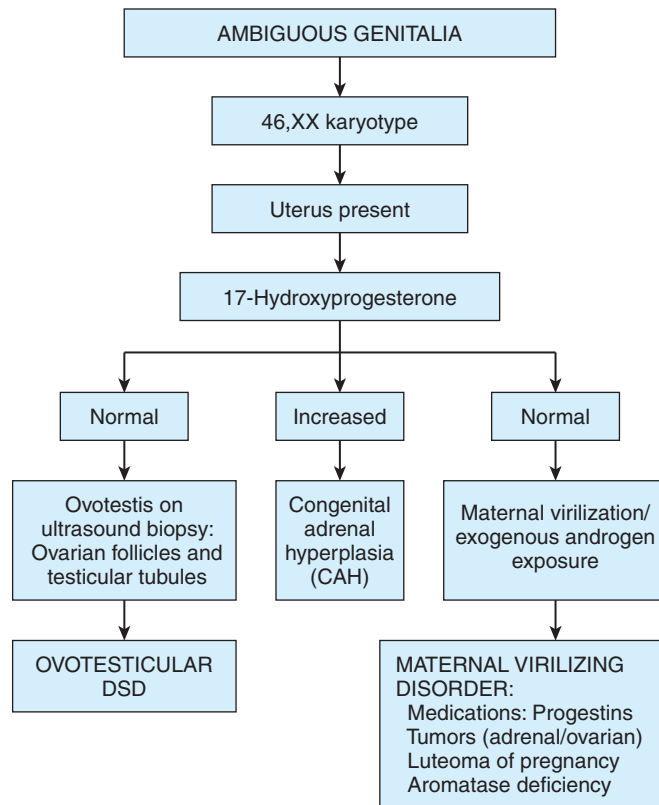 AMBIGUOUS GENITALIA
46,XX karyotype
Uterus present
17-Hydroxyprogesterone
Normal
Increased
Normal
Ovotestis on
ultrasound biopsy:
Ovarian follicles and
testicular tubules
Congenital
adrenal
hyperplasia
(CAH)
Maternal virilization/
exogenous androgen
exposure
OVOTESTICULAR
DSD
MATERNAL VIRILIZING
DISORDER:
Medications: Progestins
Tumors (adrenal/ovarian)
Luteoma of pregnancy
Aromatase deficiency